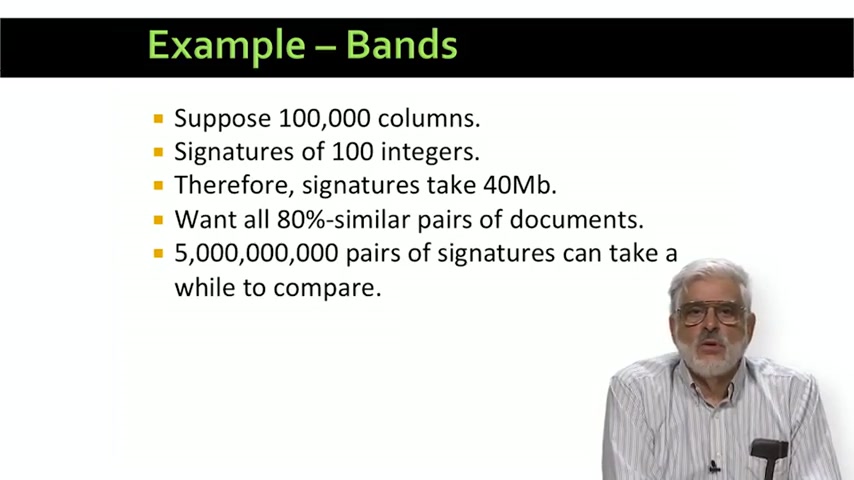 Example – Bands
Suppose 100,000 columns.
Signatures of 100 integers.
Therefore, signatures take 40Mb.
Want all 80%-similar pairs of documents.
5,000,000,000 pairs of signatures can take a
while to compare.